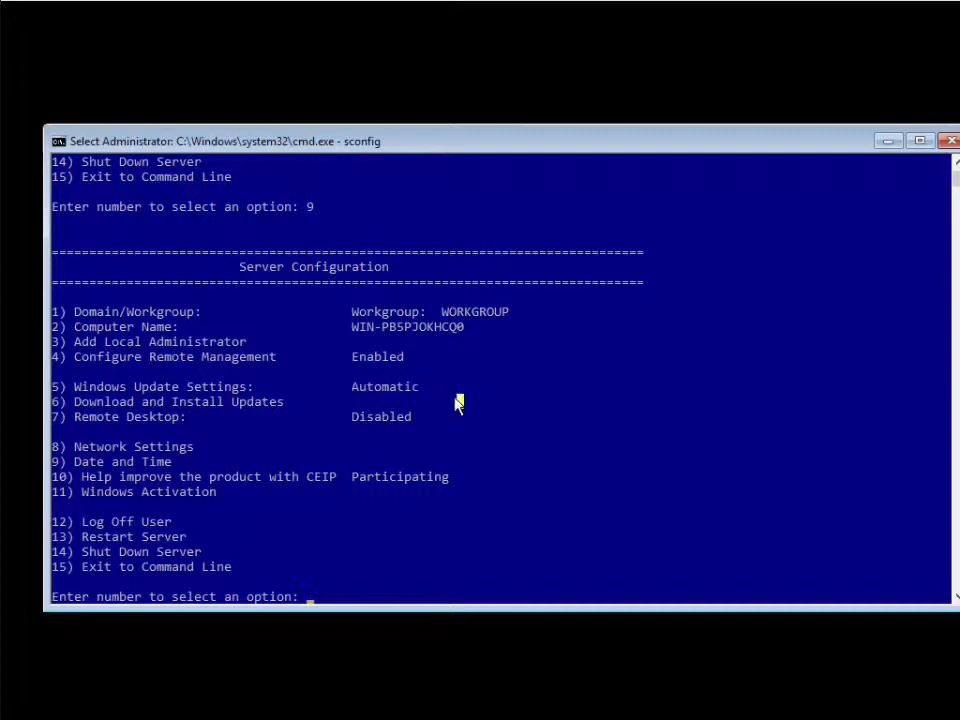 Select Administrator: C:\Windows\system32\cmd.exe - sconfig
14) Shut Down Server
15) Exit to Command Line
Enter number to select an option: 9
===============================================================================
Server Configuration
===============================================================================
1) Domain/Workgroup: Workgroup: WORKGROUP
2) Computer Name: WIN-PB5PJOKHCQ0
3) Add Local Administrator
4) Configure Remote Management Enabled
5) Windows Update Settings: Automatic
6) Download and Install Updates
7) Remote Desktop: Disabled
8) Network Settings
9) Date and Time
10) Help improve the product with CEIP Participating
11) Windows Activation
12) Log Off User
13) Restart Server
14) Shut Down Server
15) Exit to Command Line
Enter number to select an option: